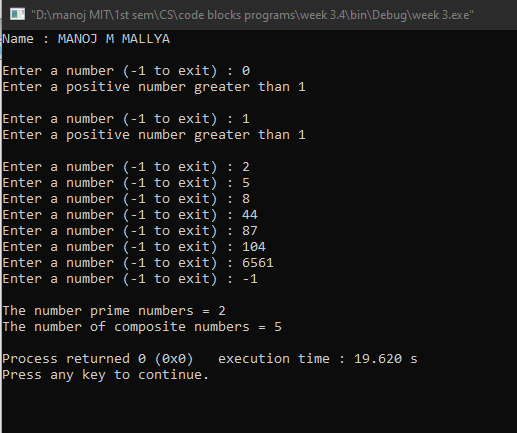 "D:\manoj MIT\1st sem\CS\code blocks programs\week 3.4\bin\Debug\week 3.exe"
Name : MANOJ M MALLYA
Enter a number (-1 to exit) : 0
Enter a positive number greater than 1
Enter a number (-1 to exit) : 1
Enter a positive number greater than 1
Enter a number (-1 to exit) : 2
Enter a number (-1 to exit) : 5
Enter a number (-1 to exit) : 8
Enter a number (-1 to exit) : 44
Enter a number (-1 to exit) : 87
Enter a number (-1 to exit) : 104
Enter a number (-1 to exit) : 6561
Enter a number (-1 to exit) : -1
The number prime numbers = 2
The number of composite numbers = 5
Process returned 0 (0x0)   execution time : 19.620 s
Press any key to continue.